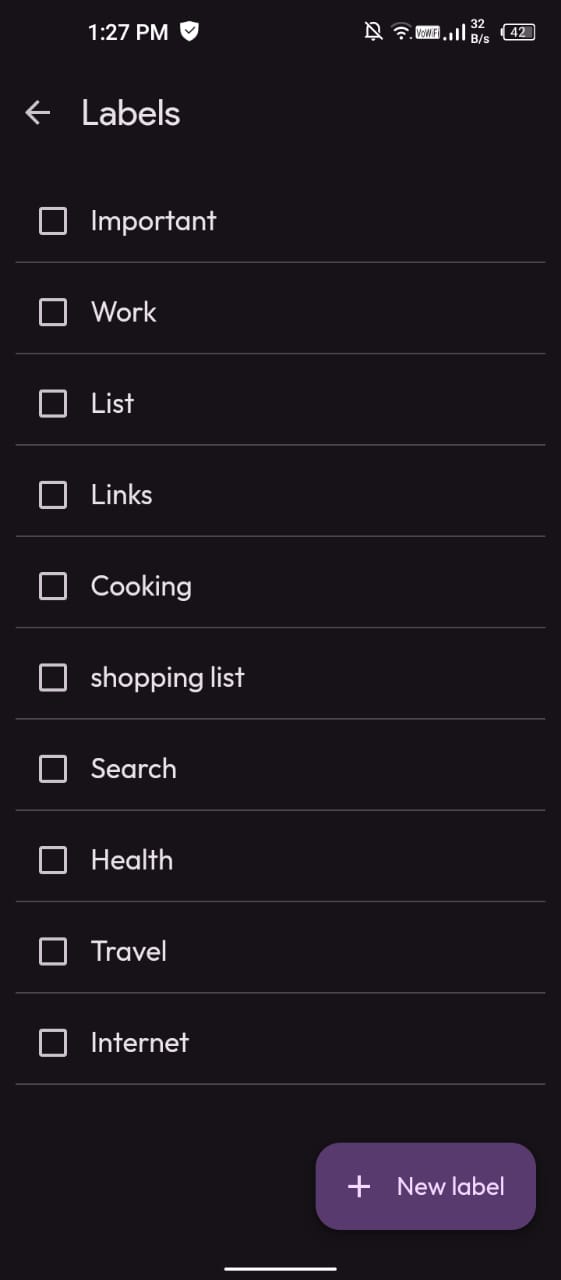 1:27 PM
VoWiFi
32
B/s
42
Labels
Important
Work
List
Links
Cooking
shopping list
Search
Health
Travel
Internet
+ New label